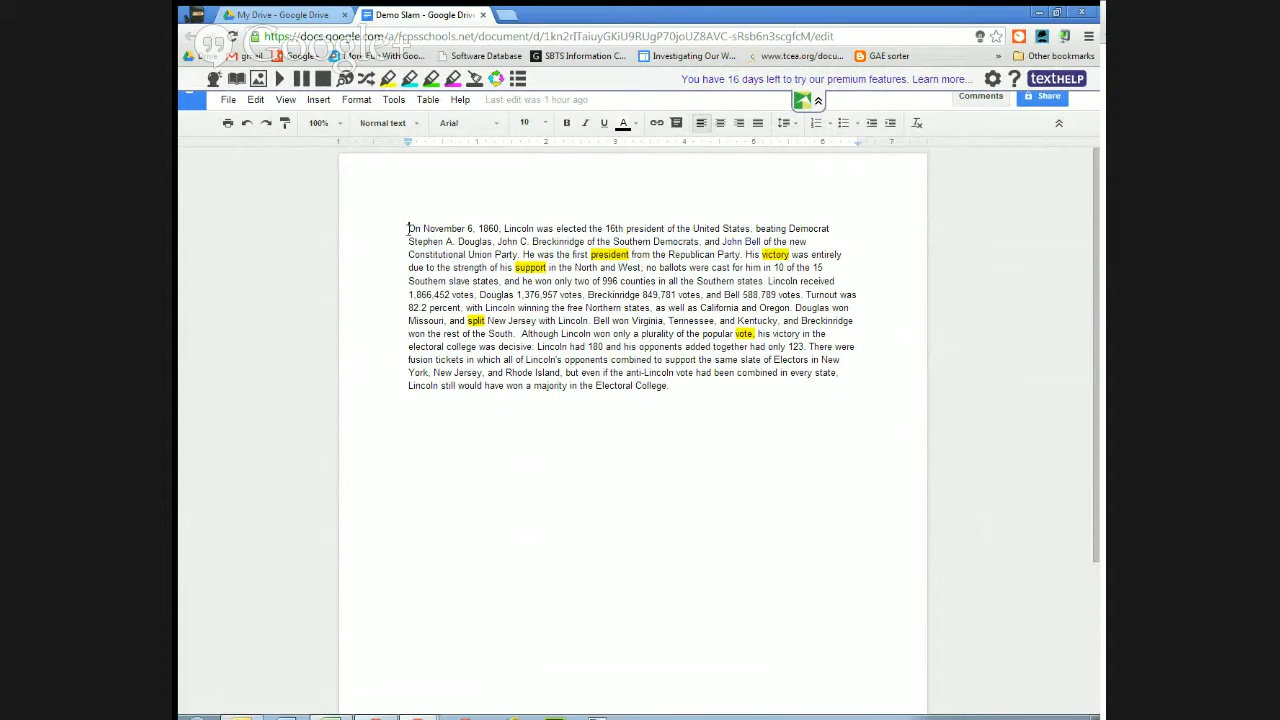 My Drive - Google Drive
Demo Slam - Google Drive
Google+
https://docs.google.com/a/fcpsschools.net/document/d/
/edit
Drive
Google+
Software Database
SBTS Information C...
Investigating Our W...
www.tcea.org/docu...
GAE sorter
»
Other bookmarks
You have 16 days left to try our premium features. Learn more...
textHELP
File Edit View Insert Format Tools Table Help Last edit was 1 hour ago
Comments
Share
100% Normal text Arial 10 B I U A
1 1 2 3 4 5 6 7
On November 6, 1860, Lincoln was elected the 16th president of the United States, beating Democrat
Stephen A. Douglas, John C. Breckinridge of the Southern Democrats, and John Bell of the new
Constitutional Union Party. He was the first president from the Republican Party. His victory was entirely
due to the strength of his support in the North and West; no ballots were cast for him in 10 of the 15
Southern slave states, and he won only two of 996 counties in all the Southern states. Lincoln received
1,866,452 votes, Douglas 1,376,957 votes, Breckinridge 849,781 votes, and Bell 588,789 votes. Turnout was
82.2 percent, with Lincoln winning the free Northern states, as well as California and Oregon. Douglas won
Missouri, and split New Jersey with Lincoln. Bell won Virginia, Tennessee, and Kentucky, and Breckinridge
won the rest of the South. Although Lincoln won only a plurality of the popular vote, his victory in the
electoral college was decisive: Lincoln had 180 and his opponents added together had only 123. There were
fusion tickets in which all of Lincoln's opponents combined to support the same slate of Electors in New
York, New Jersey, and Rhode Island, but even if the anti-Lincoln vote had been combined in every state,
Lincoln still would have won a majority in the Electoral College.